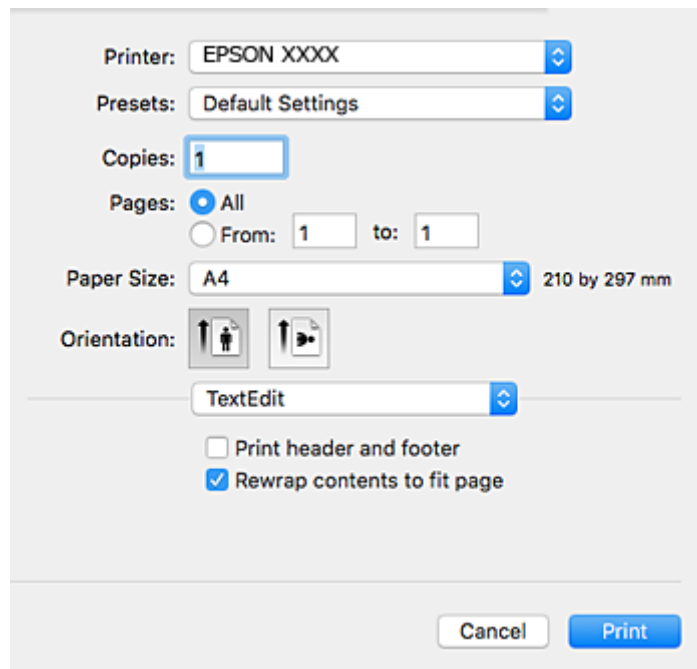 Printer: EPSON XXXX
Presets: Default Settings
Copies: 1
Pages: All
From: 1 to: 1
Paper Size: A4 210 by 297 mm
Orientation:
TextEdit
Print header and footer
Rewrap contents to fit page
Cancel Print